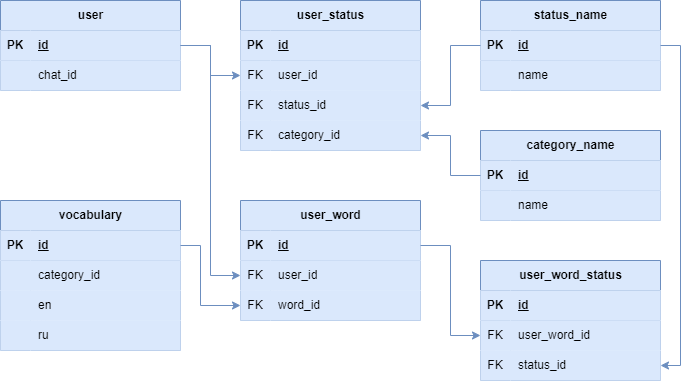 user
PK id
chat_id
user_status
PK id
FK user_id
FK status_id
FK category_id
status_name
PK id
name
category_name
PK id
name
vocabulary
PK id
category_id
en
ru
user_word
PK id
FK user_id
FK word_id
user_word_status
PK id
FK user_word_id
FK status_id